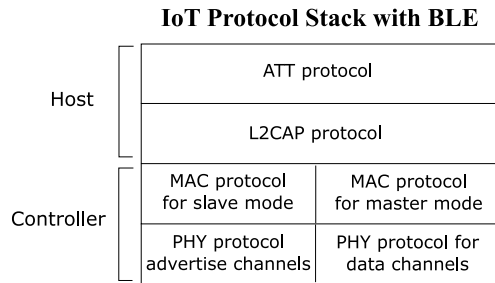 IoT Protocol Stack with BLE
Host
ATT protocol
L2CAP protocol
Controller
MAC protocol
for slave mode
MAC protocol
for master mode
PHY protocol
advertise channels
PHY protocol for
data channels